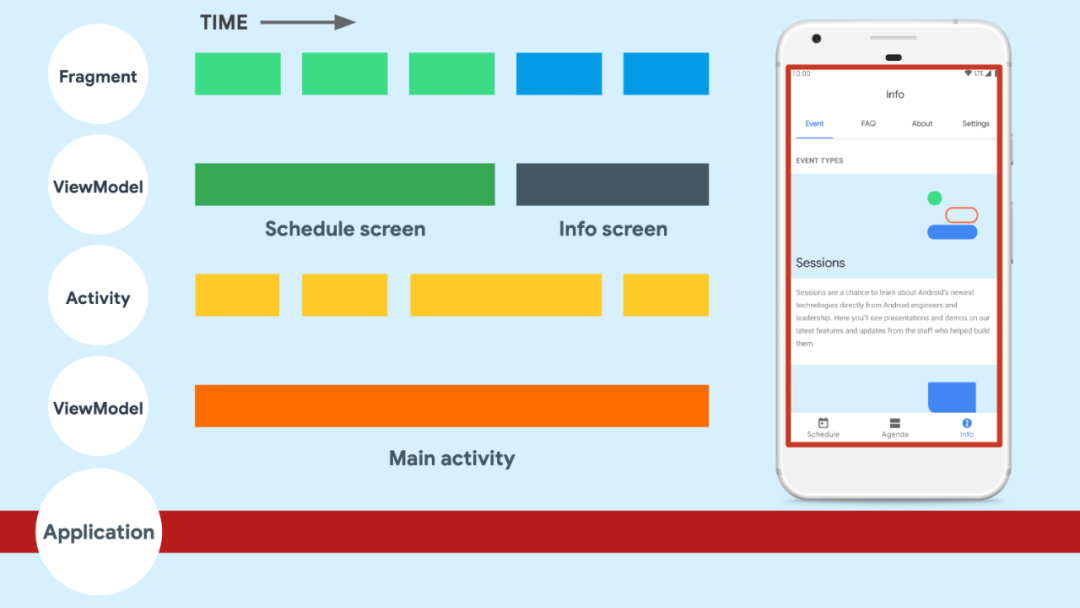 TIME
Fragment
ViewModel
Schedule screen
Info screen
Activity
ViewModel
Main activity
Application
10:00
LTE
Info
Event FAQ About Settings
EVENT TYPES
Sessions
Sessions are a chance to learn about Android's newest
technologies directly from Android engineers and
leadership. Here you'll see presentations and demos on our
latest features and updates from the staff who helped build
them.
Schedule Agenda Info